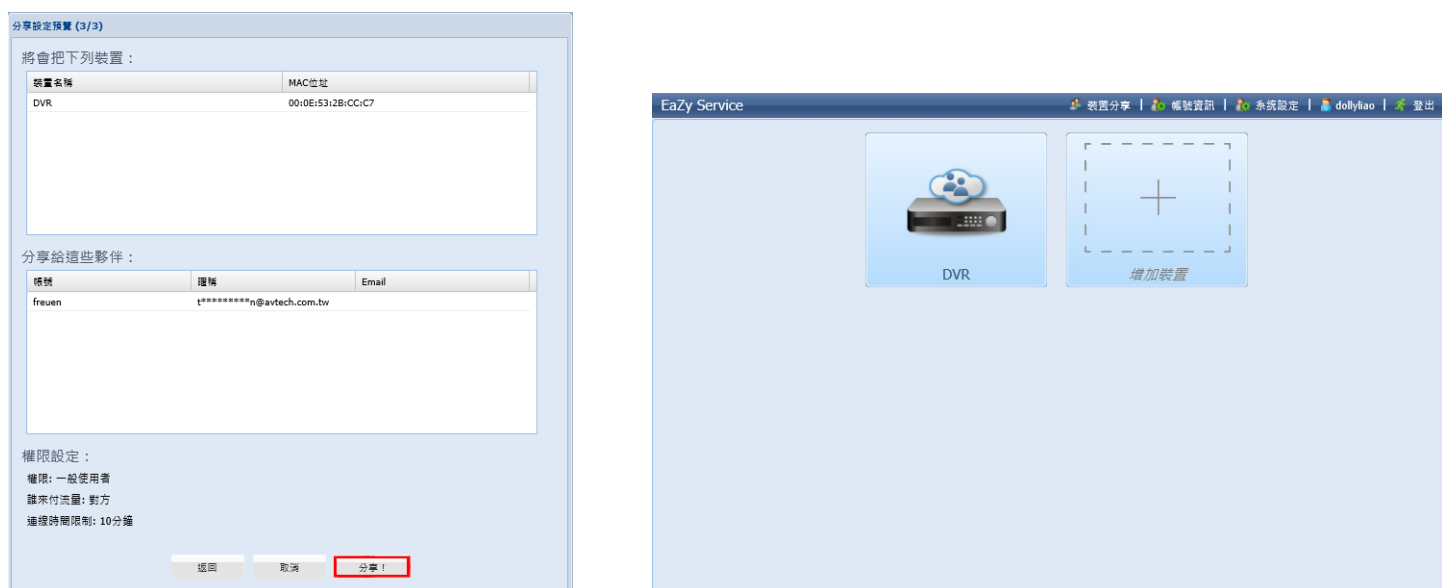 分享設定預覽 (3/3)
將會把下列裝置：
裝置名稱 MAC位址
DVR 00:0E:53:2B:CC:C7
分享給這些夥伴：
帳號 暱稱 Email
freuen t*********n@avtech.com.tw
權限設定：
權限: 一般使用者
誰來付流量: 對方
連線時間限制: 10分鐘
返回 取消 分享！
EaZy Service 裝置分享 | 帳號資訊 | 系統設定 | dollyliao | 登出
DVR 增加裝置